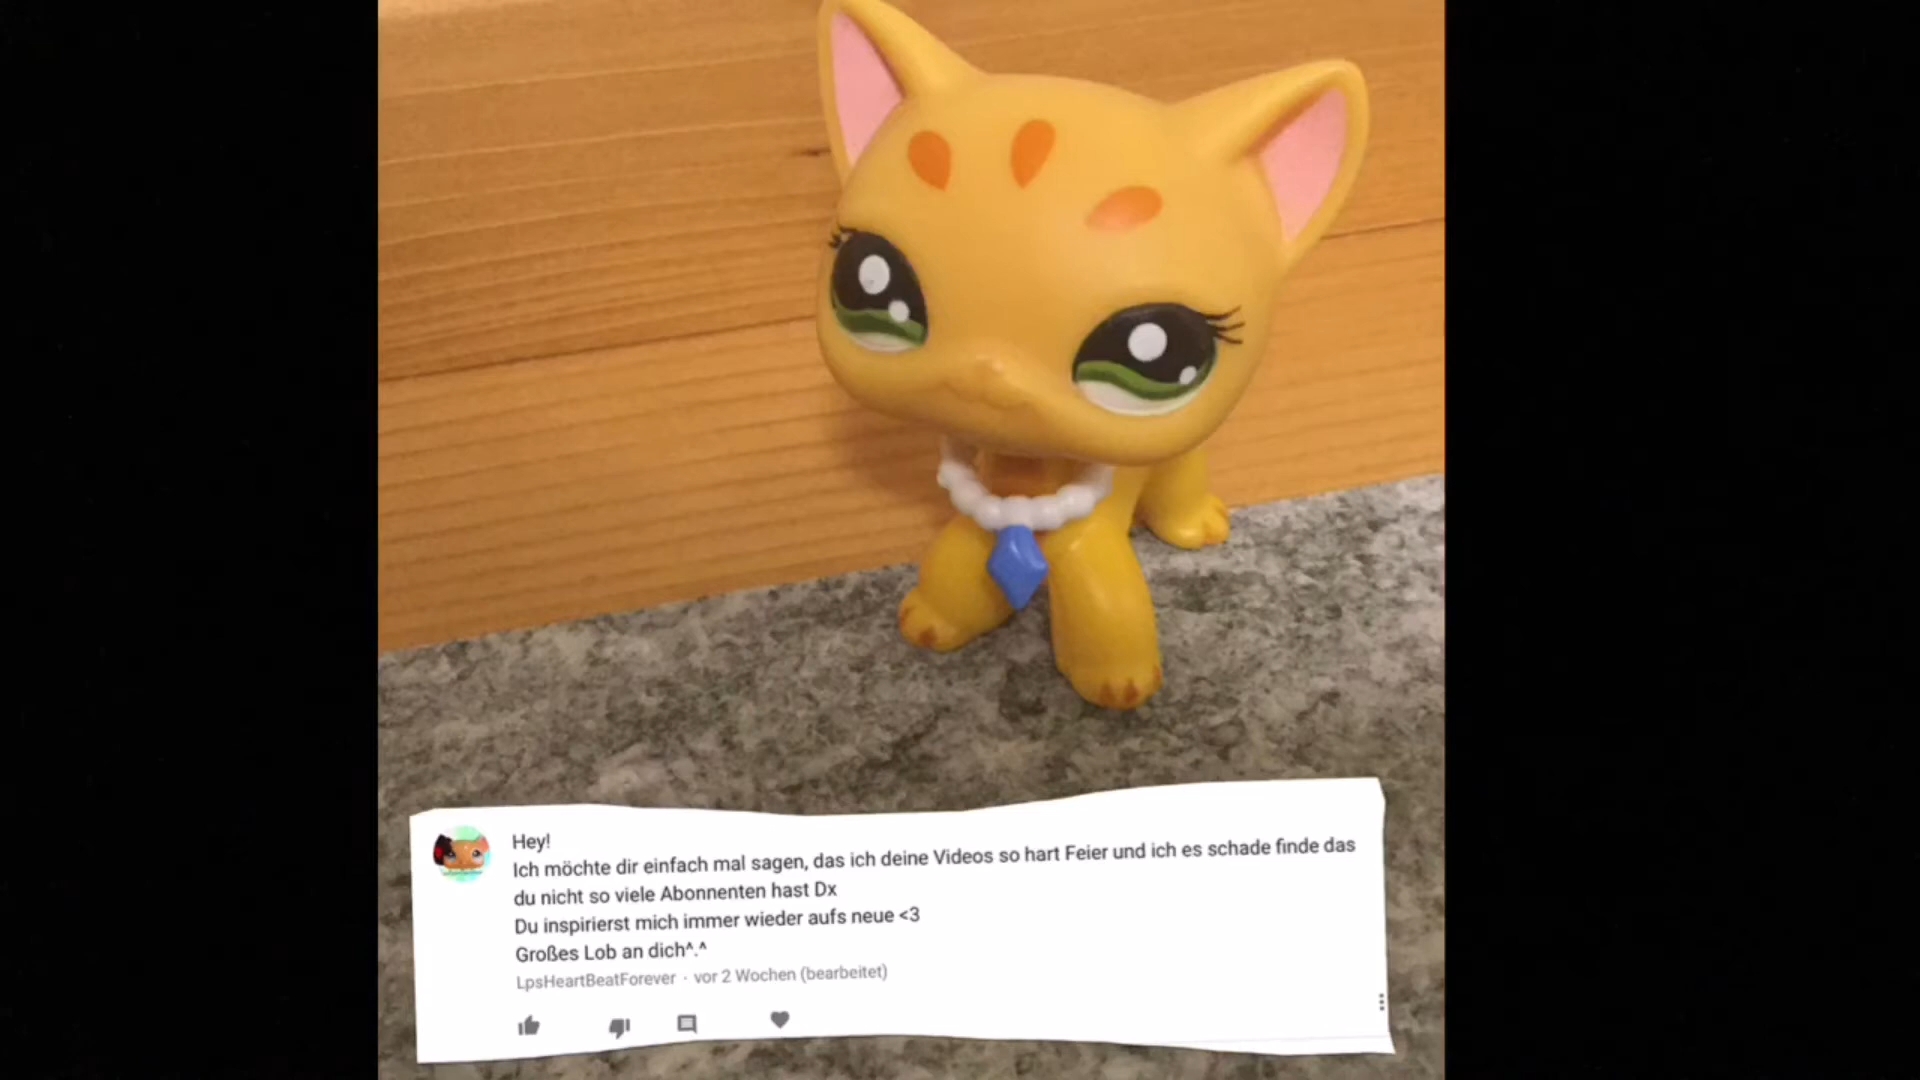 Hey!
Ich möchte dir einfach mal sagen, das ich deine Videos so hart Feier und ich es schade finde das
du nicht so viele Abonnenten hast Dx
Du inspirierst mich immer wieder aufs neue <3
Großes Lob an dich^.^
LpsHeartBeatForever · vor 2 Wochen (bearbeitet)